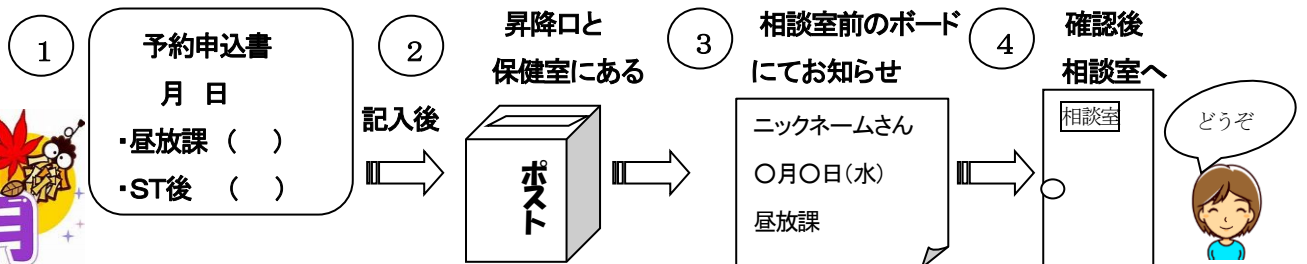 ①
予約申込書
月 日
・昼放課 ( )
・ST後 ( )
記入後
②
昇降口と
保健室にある
ポスト
③
相談室前のボード
にてお知らせ
ニックネームさん
○月○日(水)
昼放課
④
確認後
相談室へ
相談室
どうぞ
月